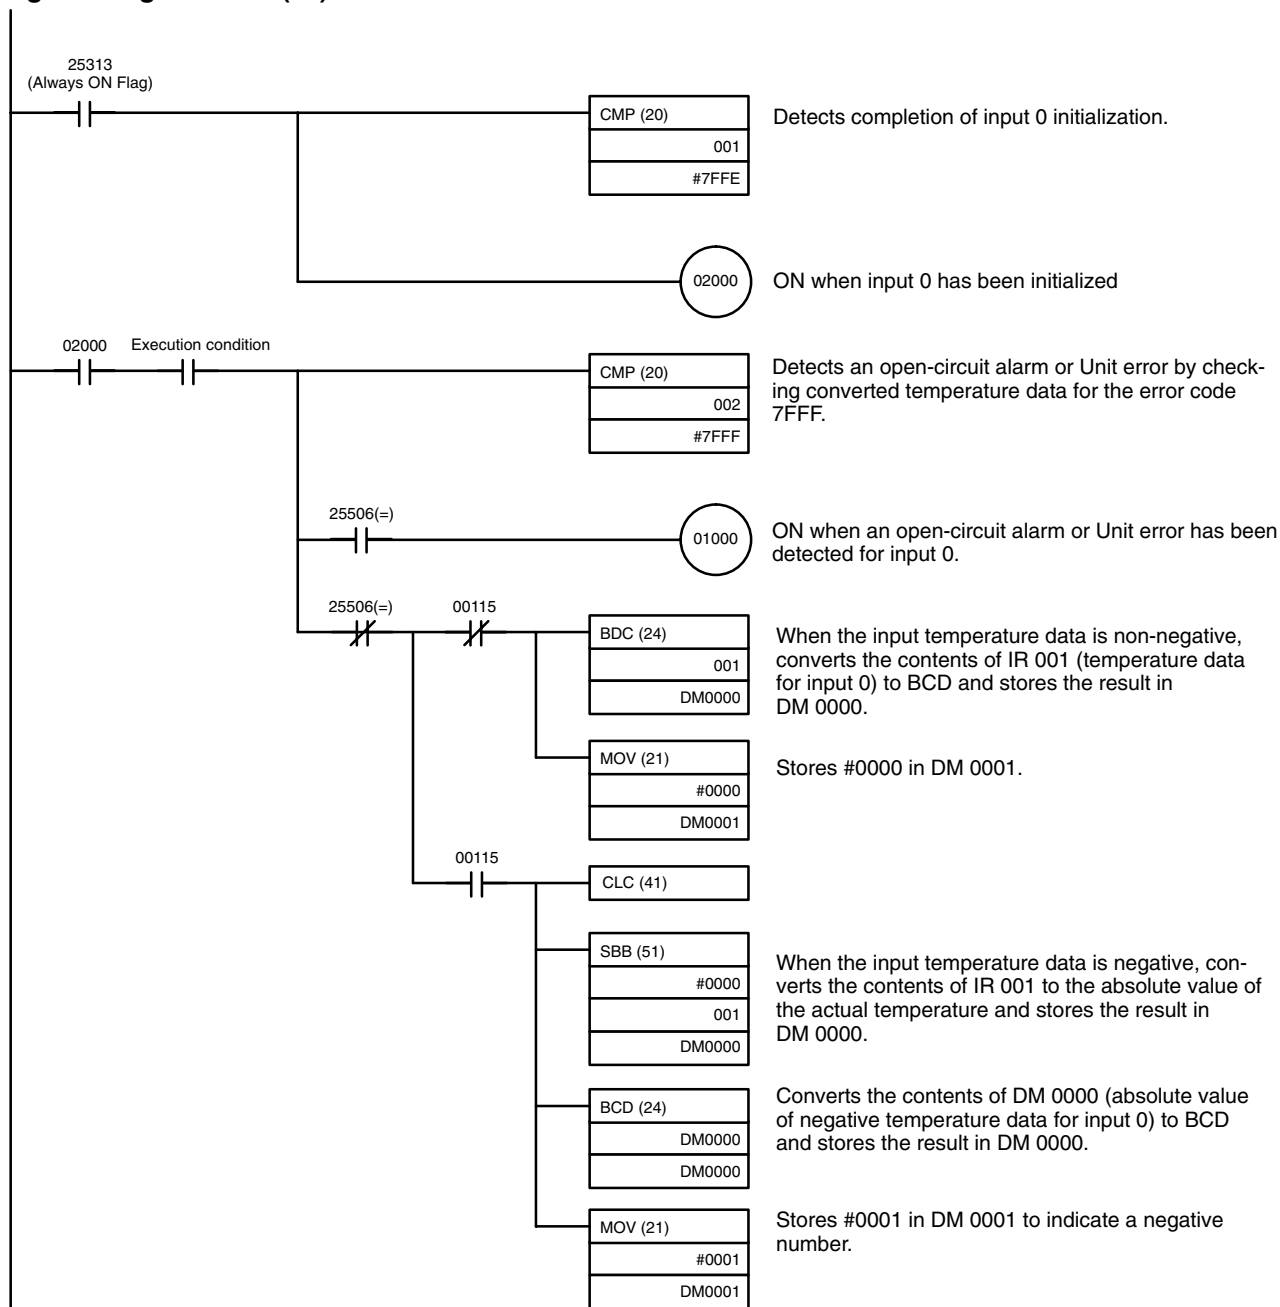 25313
(Always ON Flag)
CMP (20)
001
#7FFE
Detects completion of input 0 initialization.
02000
ON when input 0 has been initialized
02000
Execution condition
CMP (20)
002
#7FFF
Detects an open-circuit alarm or Unit error by check-
ing converted temperature data for the error code
7FFF.
25506(=)
01000
ON when an open-circuit alarm or Unit error has been
detected for input 0.
25506(=)
00115
BDC (24)
001
DM0000
When the input temperature data is non-negative,
converts the contents of IR 001 (temperature data
for input 0) to BCD and stores the result in
DM 0000.
MOV (21)
#0000
DM0001
Stores #0000 in DM 0001.
00115
CLC (41)
SBB (51)
#0000
001
DM0000
When the input temperature data is negative, con-
verts the contents of IR 001 to the absolute value of
the actual temperature and stores the result in
DM 0000.
BCD (24)
DM0000
DM0000
Converts the contents of DM 0000 (absolute value
of negative temperature data for input 0) to BCD
and stores the result in DM 0000.
MOV (21)
#0001
DM0001
Stores #0001 in DM 0001 to indicate a negative
number.